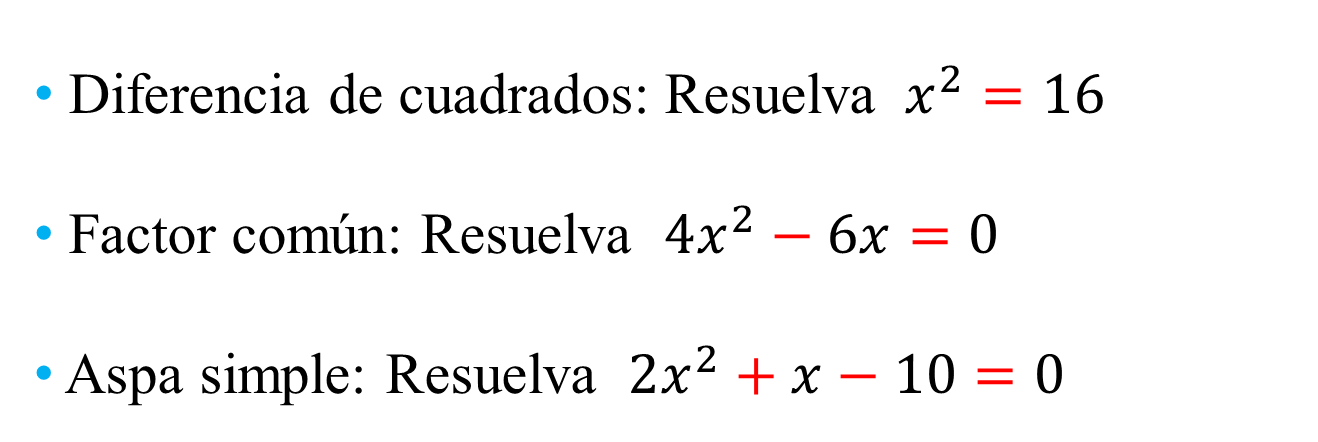 • Diferencia de cuadrados: Resuelva x² = 16
• Factor común: Resuelva 4x² − 6x = 0
• Aspa simple: Resuelva 2x² + x − 10 = 0